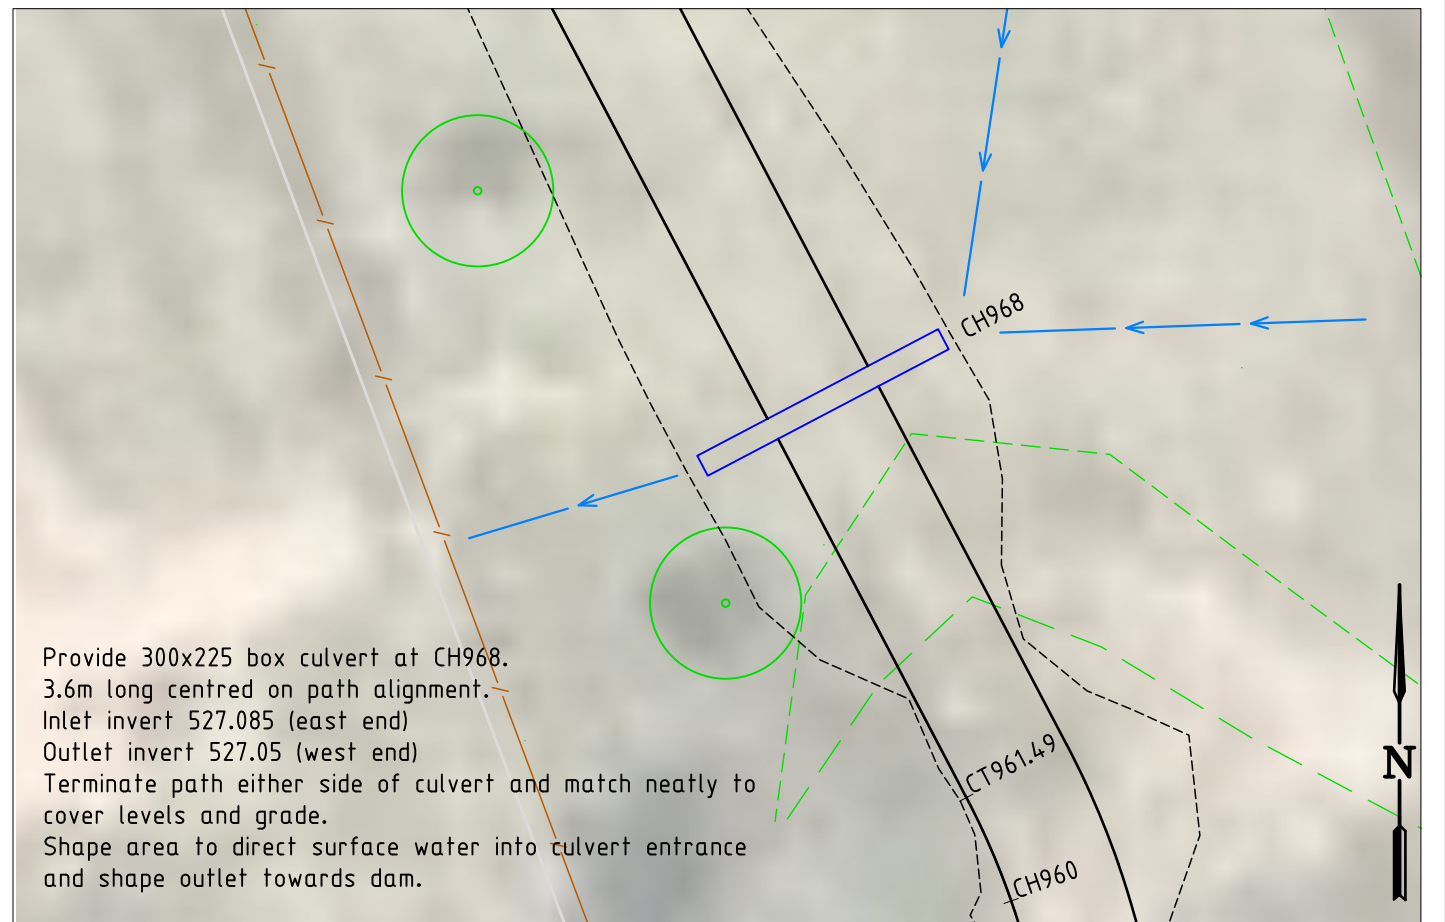 CH968
Provide 300x225 box culvert at CH968.
3.6m long centred on path alignment.
Inlet invert 527.085 (east end)
Outlet invert 527.05 (west end)
Terminate path either side of culvert and match neatly to
cover levels and grade.
Shape area to direct surface water into culvert entrance
and shape outlet towards dam.
CT961.49
CH960
N